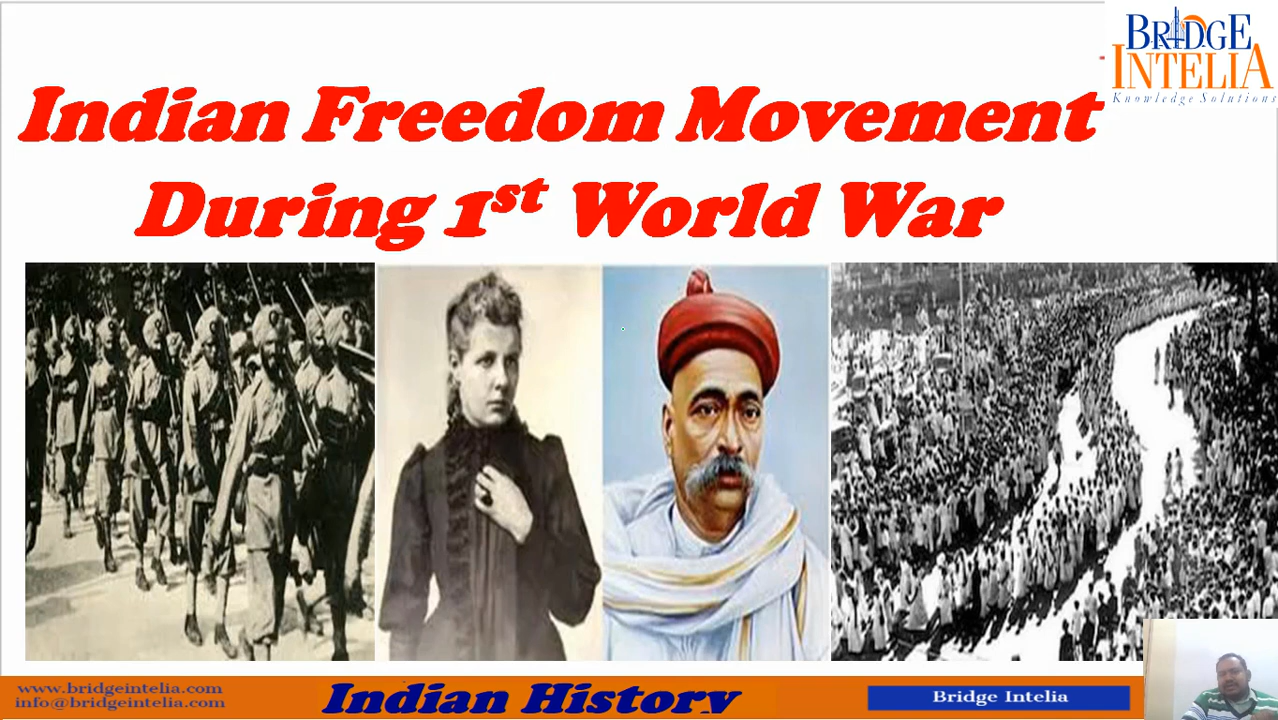 BRIDGE
INTELIA
Knowledge Solutions
Indian Freedom Movement
During 1st World War
www.bridgeintelia.com
info@bridgeintelia.com
Indian History
Bridge Intelia